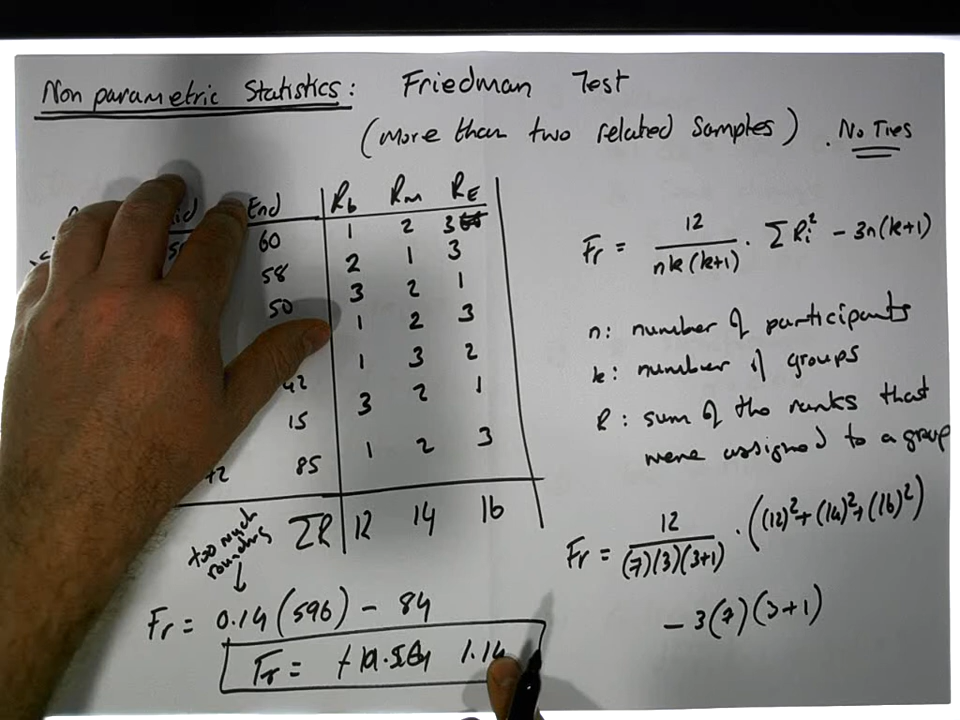 Non parametric Statistics: Friedman Test
(More than two related samples). No Ties
End Rb Rm RE
60 1 2 3
58 2 1 3
50 3 2 1
1 2 3
42 1 3 2
15 3 2 1
85 1 2 3
ΣR 12 14 16
too much
rounding
Fr = 0.14 (596) - 84
Fr = 1.14
Fr = 12/nk(k+1) . ΣRi² - 3n(k+1)
n: number of participants
k: number of groups
R: sum of the ranks that
were assigned to a group
Fr = 12/(7)(3)(3+1) . ((12)²+(14)²+(16)²)
- 3(7)(3+1)